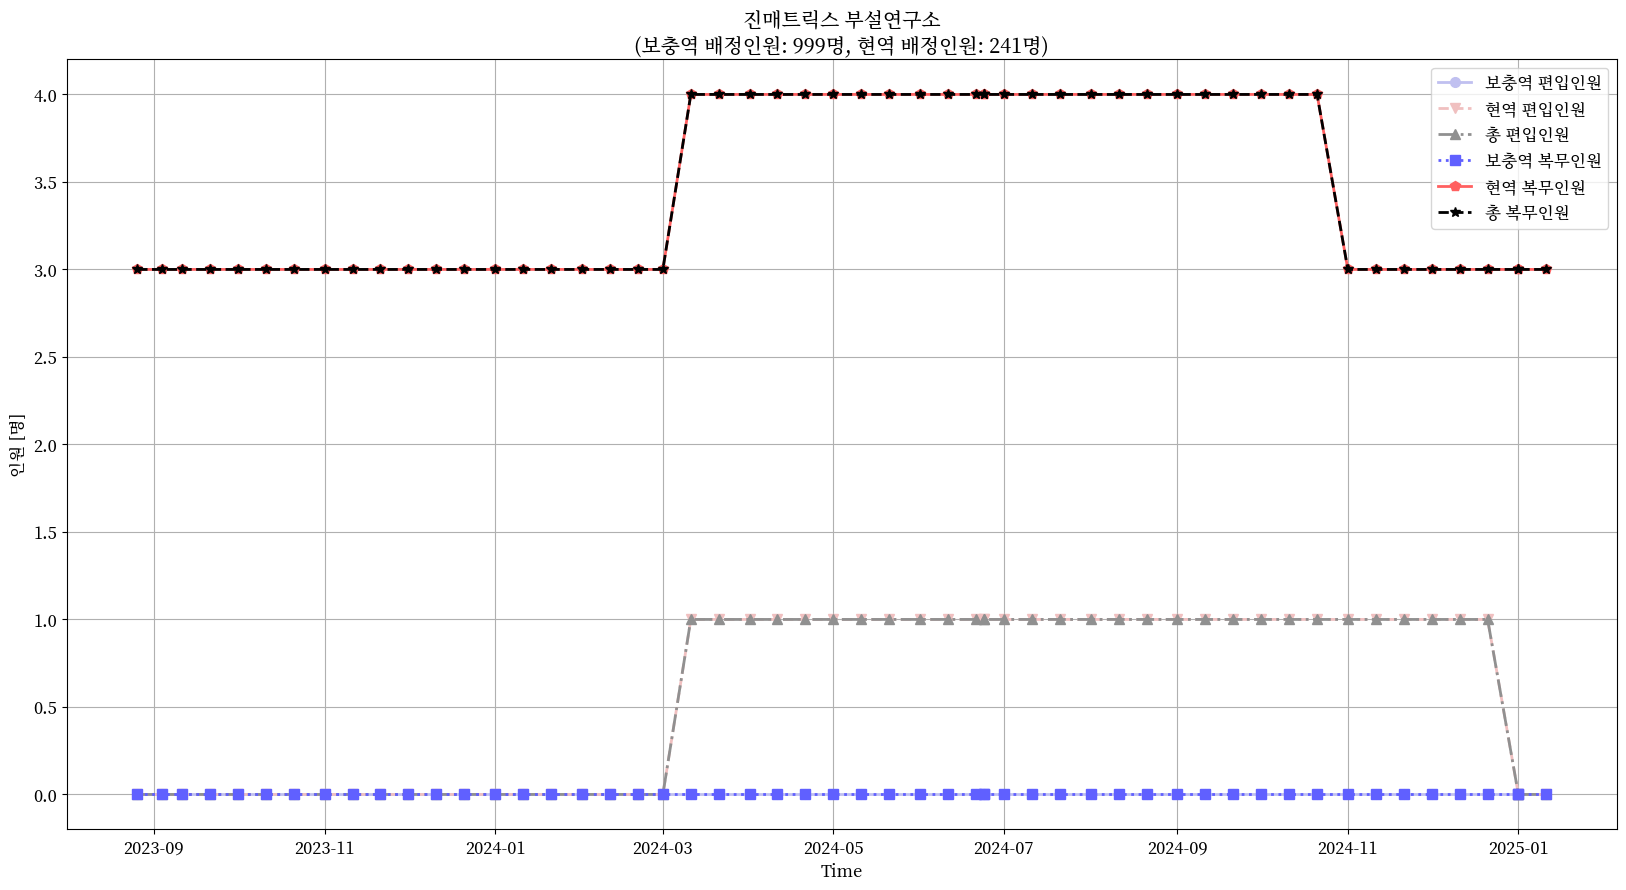 진매트릭스 부설연구소
(보충역 배정인원: 999명, 현역 배정인원: 241명)
4.0
3.5
3.0
2.5
2.0
1.5
1.0
0.5
0.0
인원 [명]
보충역 편입인원
현역 편입인원
총 편입인원
보충역 복무인원
현역 복무인원
총 복무인원
2023-09 2023-11 2024-01 2024-03 2024-05 2024-07 2024-09 2024-11 2025-01
Time